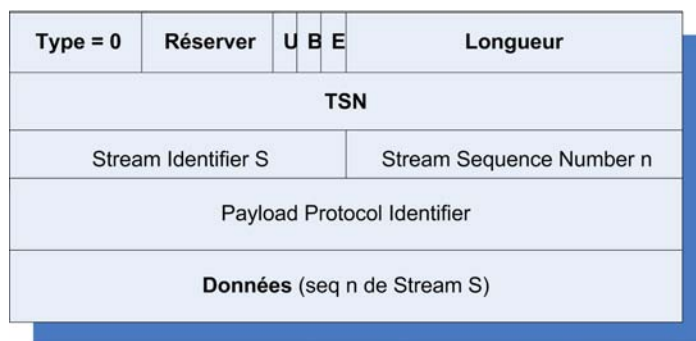 Type = 0 Réserver U B E Longueur
TSN
Stream Identifier S Stream Sequence Number n
Payload Protocol Identifier
Données (seq n de Stream S)